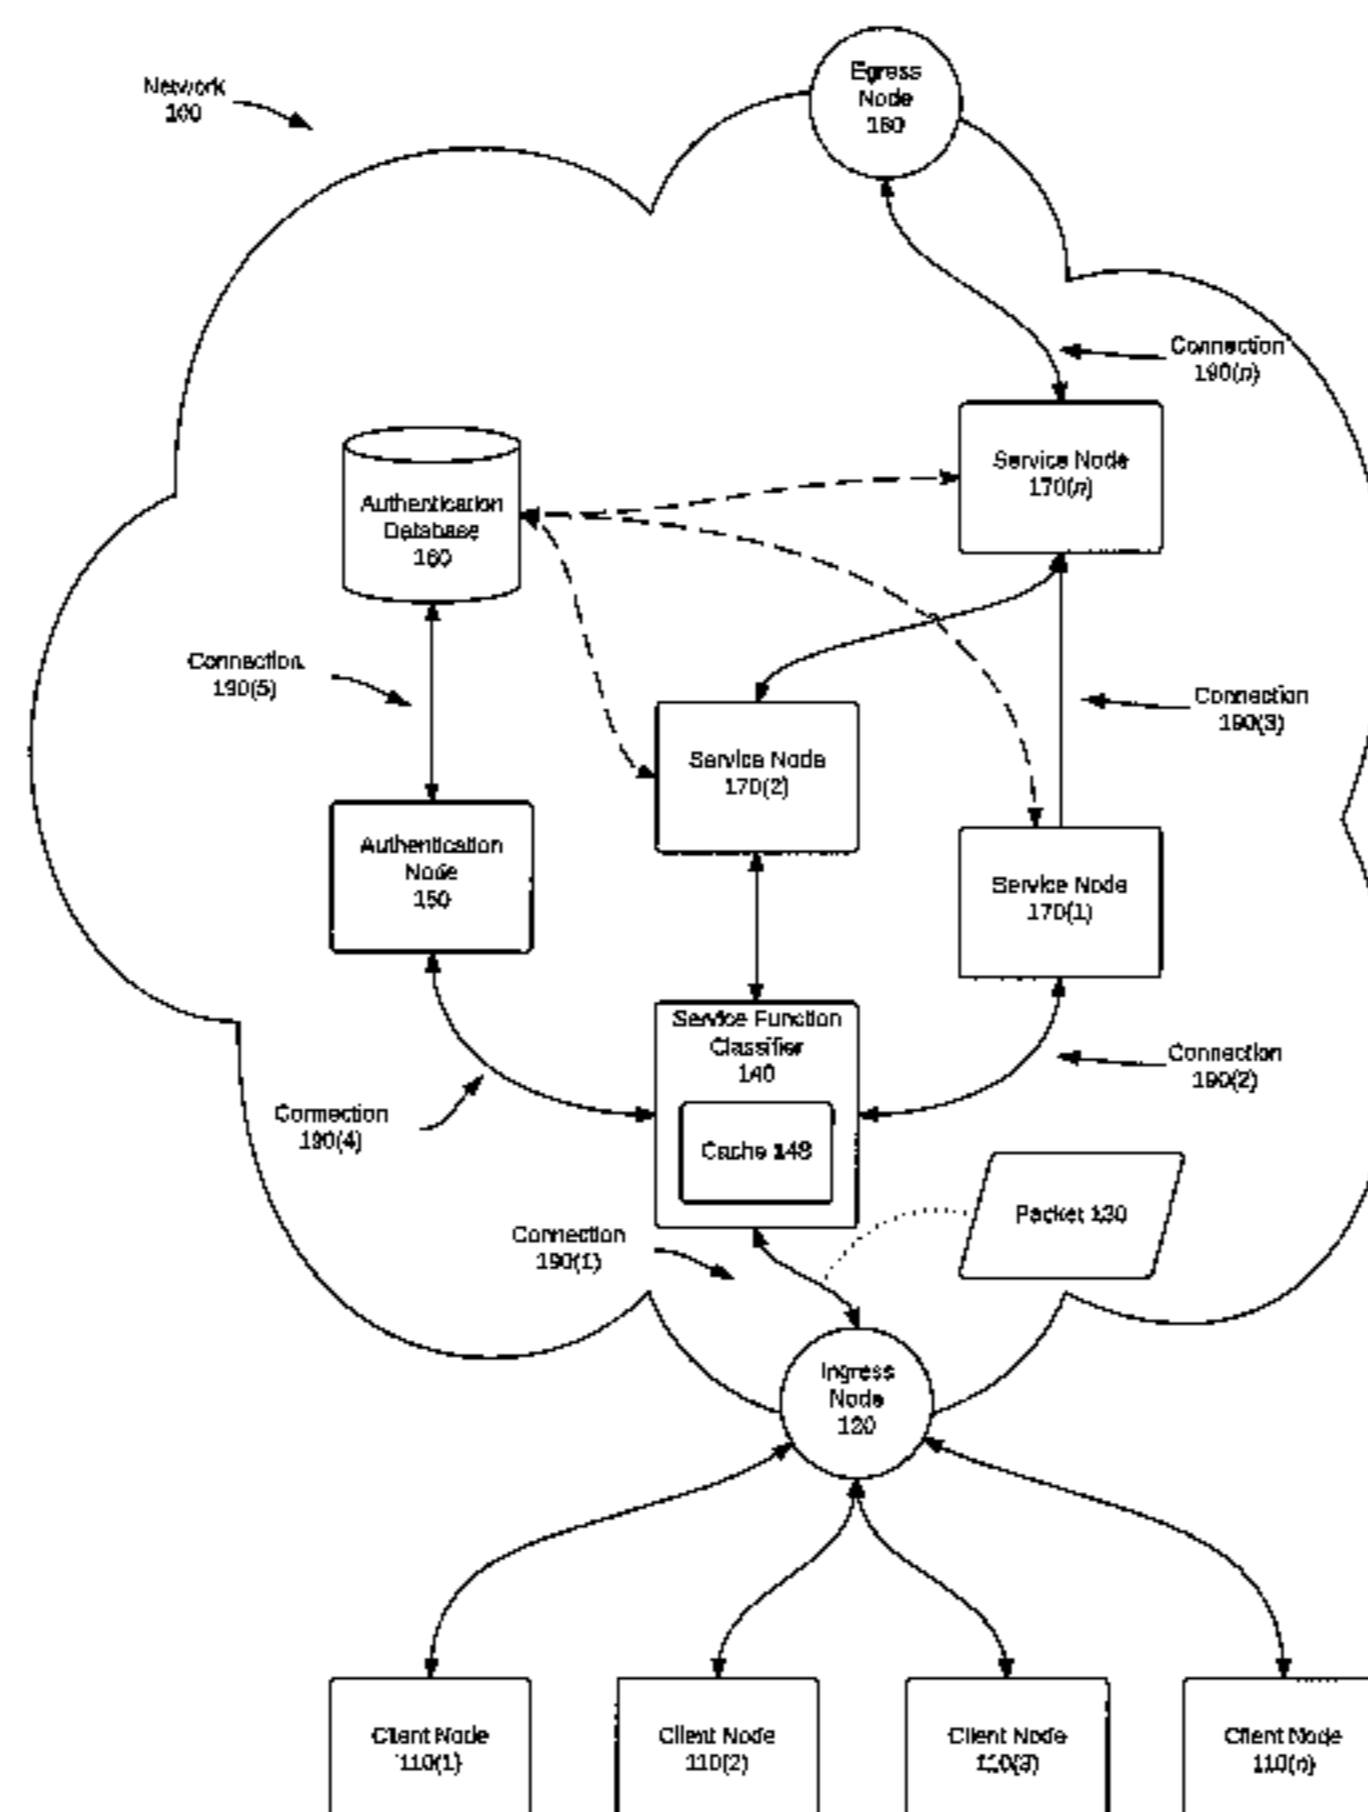 Egress
Node
180
Network
100
Connection
190(n)
Service Node
170(n)
Authentication
Database
160
Connection
190(5)
Connection
190(3)
Service Node
170(2)
Authentication
Node
150
Service Node
170(1)
Service Function
Classifier
140
Connection
190(2)
Connection
190(4)
Cache 148
Packet 130
Connection
190(1)
Ingress
Node
120
Client Node
110(1)
Client Node
110(2)
Client Node
110(3)
Client Node
110(n)